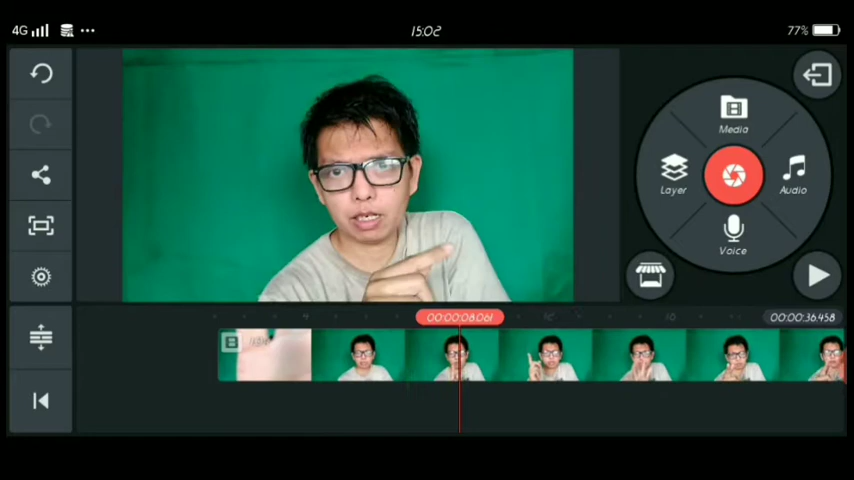 4G
15:02
77%
Media
Layer
Audio
Voice
00:00:08.061
00:00:36.458